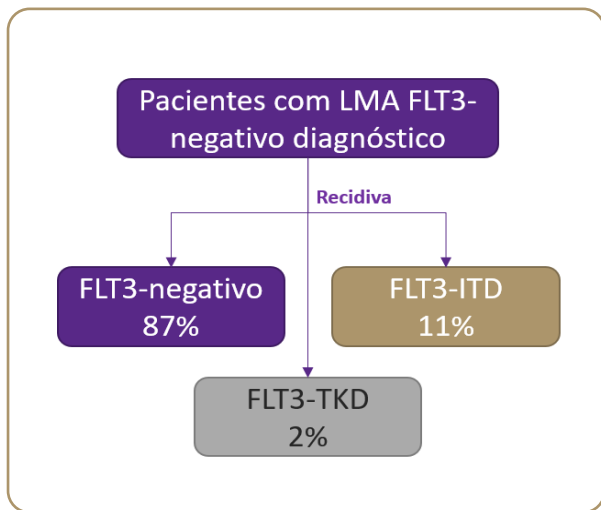 Pacientes com LMA FLT3-
negativo diagnóstico
Recidiva
FLT3-negativo
87%
FLT3-ITD
11%
FLT3-TKD
2%